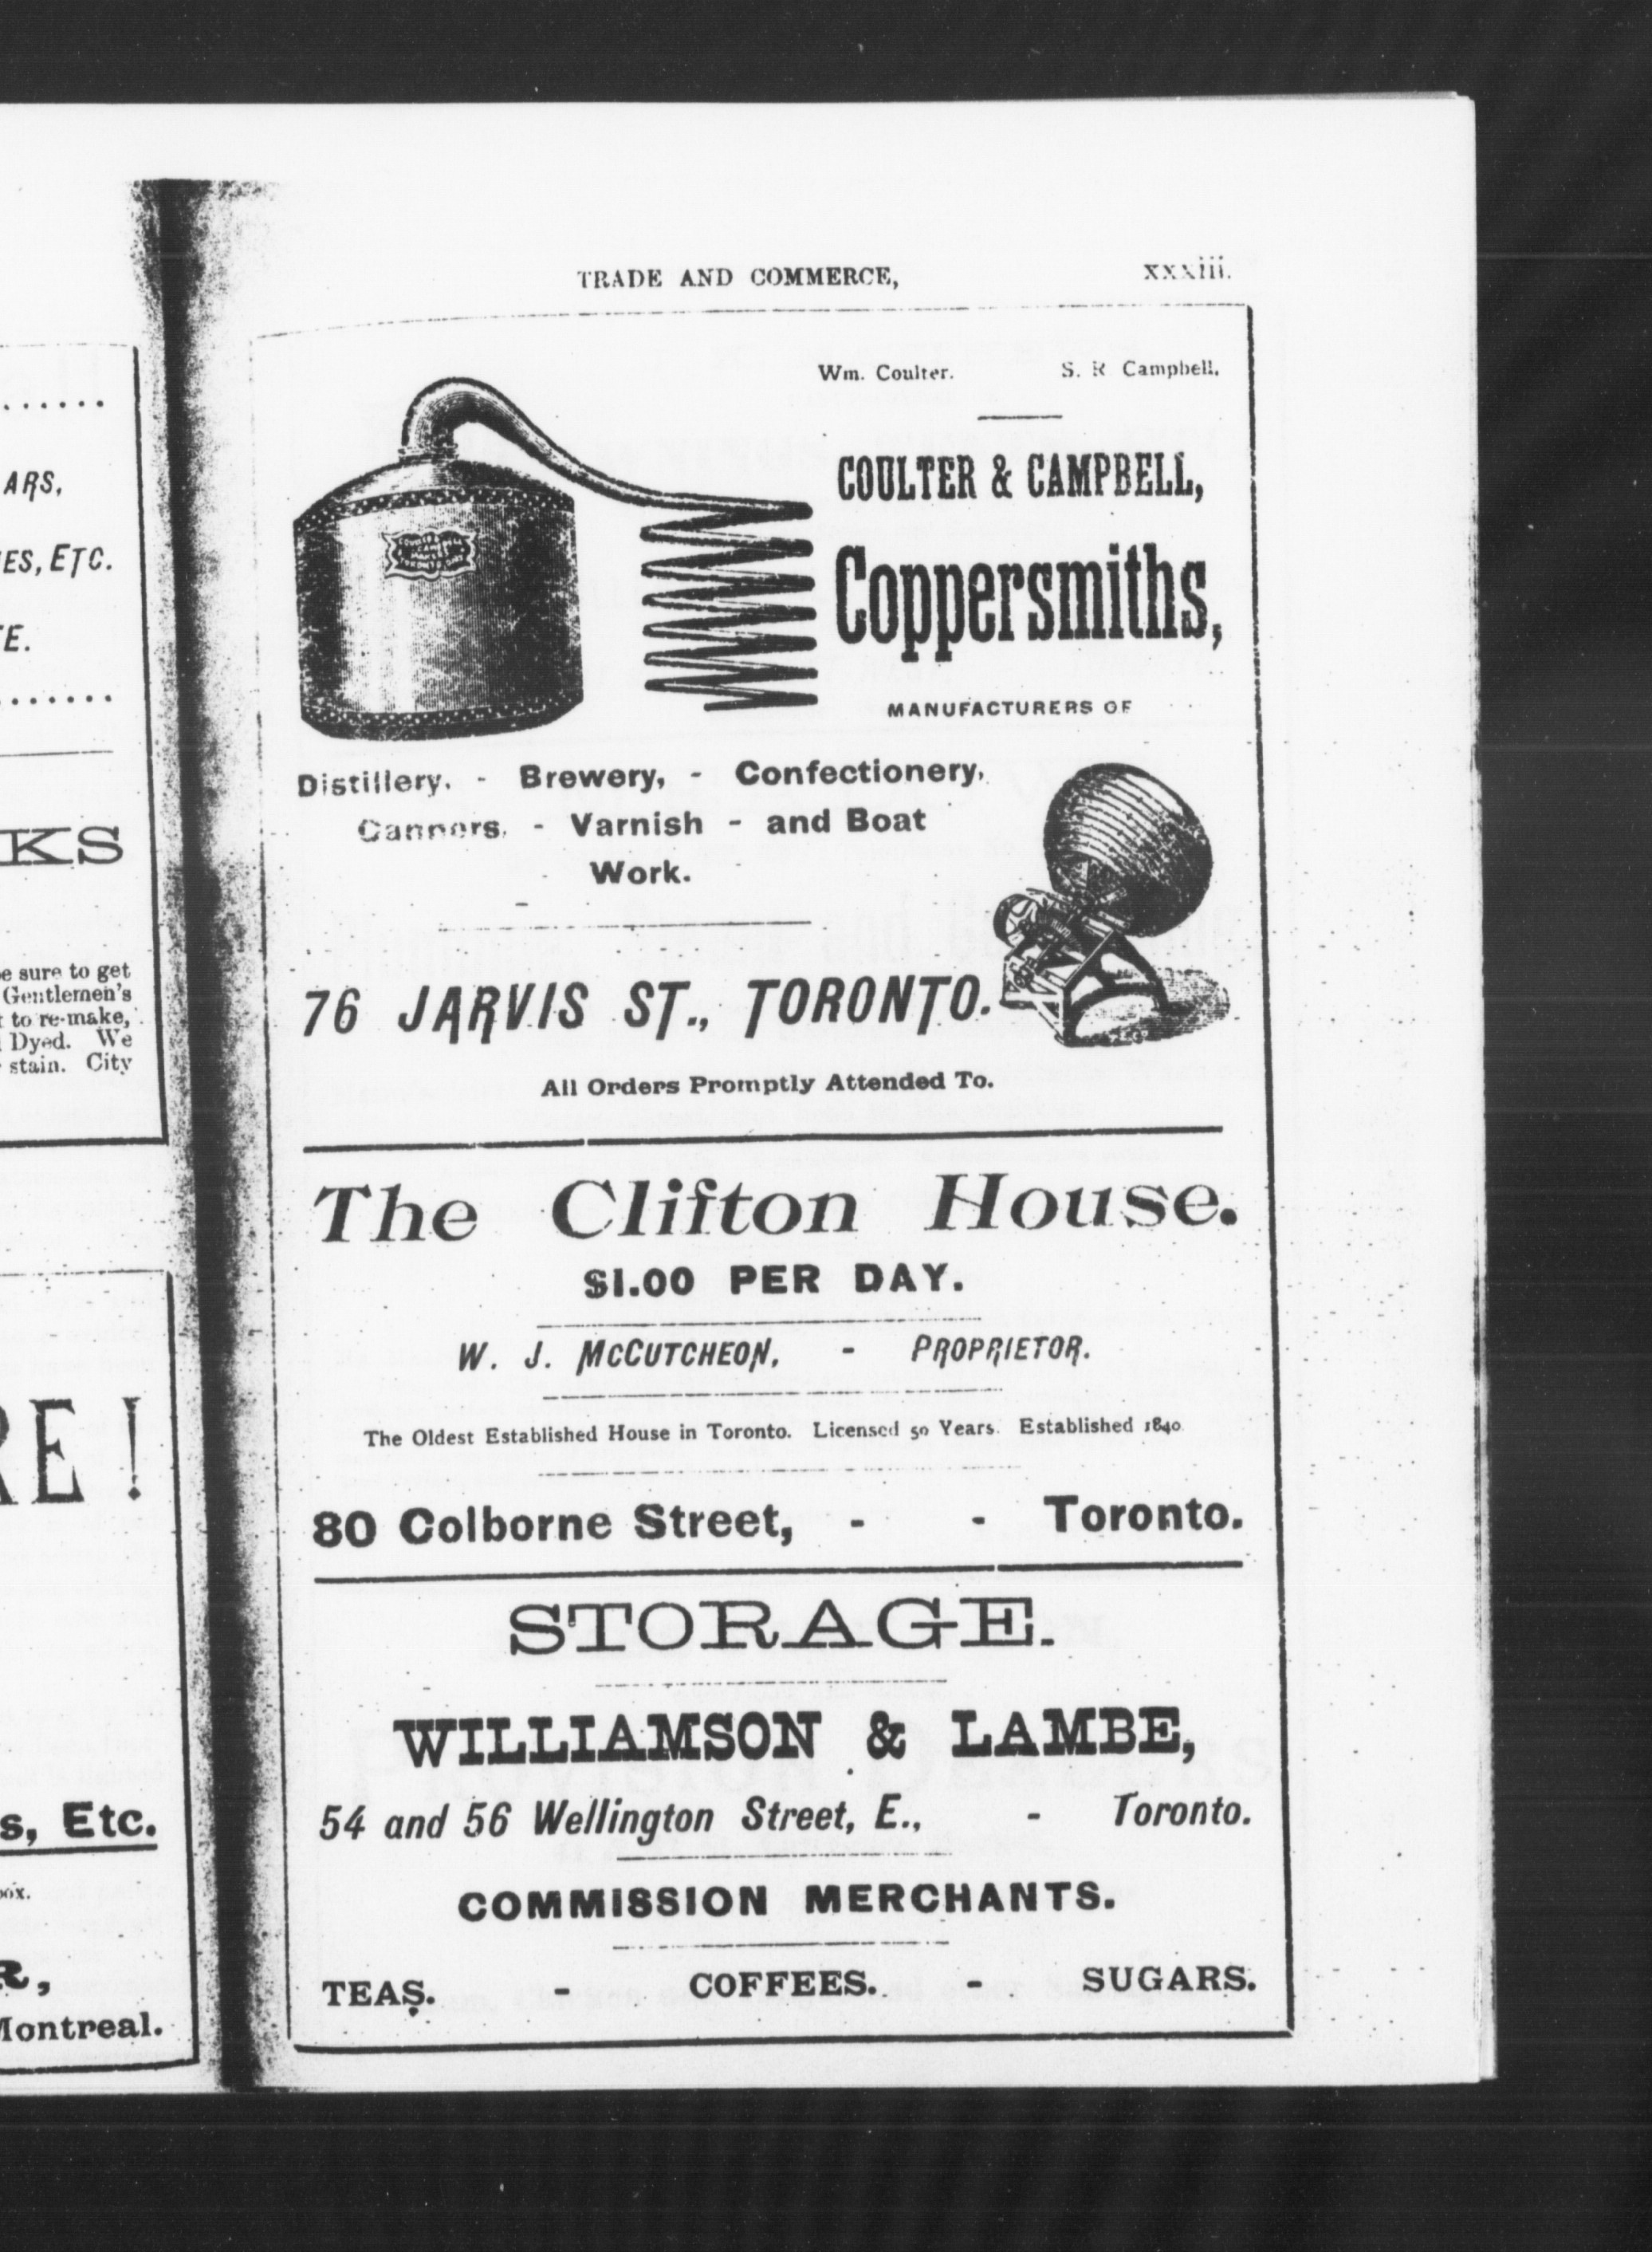 TRADE AND COMMERCE, xxxiii.
Wm. Coulter. S. R Campbell.
COULTER & CAMPBELL,
Coppersmiths,
MANUFACTURERS OF
Distillery, - Brewery, - Confectionery,
Canners, - Varnish - and Boat
Work.
76 JARVIS ST., TORONTO.
All Orders Promptly Attended To.
The Clifton House.
$1.00 PER DAY.
W. J. MCCUTCHEON, - PROPRIETOR.
The Oldest Established House in Toronto. Licensed 50 Years. Established 1840
80 Colborne Street, - - Toronto.
STORAGE.
WILLIAMSON & LAMBE,
54 and 56 Wellington Street, E., - Toronto.
COMMISSION MERCHANTS.
TEAS. - COFFEES. - SUGARS.
ARS,
ES, ETC.
E.
KS
e sure to get
Gentlemen's
to re-make,
Dyed. We
stain. City
RE!
s, Etc.
box.
R,
Montreal.